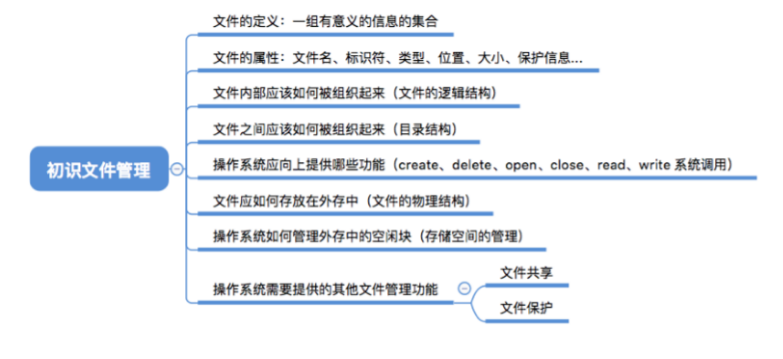 初识文件管理
文件的定义：一组有意义的信息的集合
文件的属性：文件名、标识符、类型、位置、大小、保护信息...
文件内部应该如何被组织起来（文件的逻辑结构）
文件之间应该如何被组织起来（目录结构）
操作系统应向上提供哪些功能（create、delete、open、close、read、write 系统调用）
文件应如何存放在外存中（文件的物理结构）
操作系统如何管理外存中的空闲块（存储空间的管理）
操作系统需要提供的其他文件管理功能
文件共享
文件保护